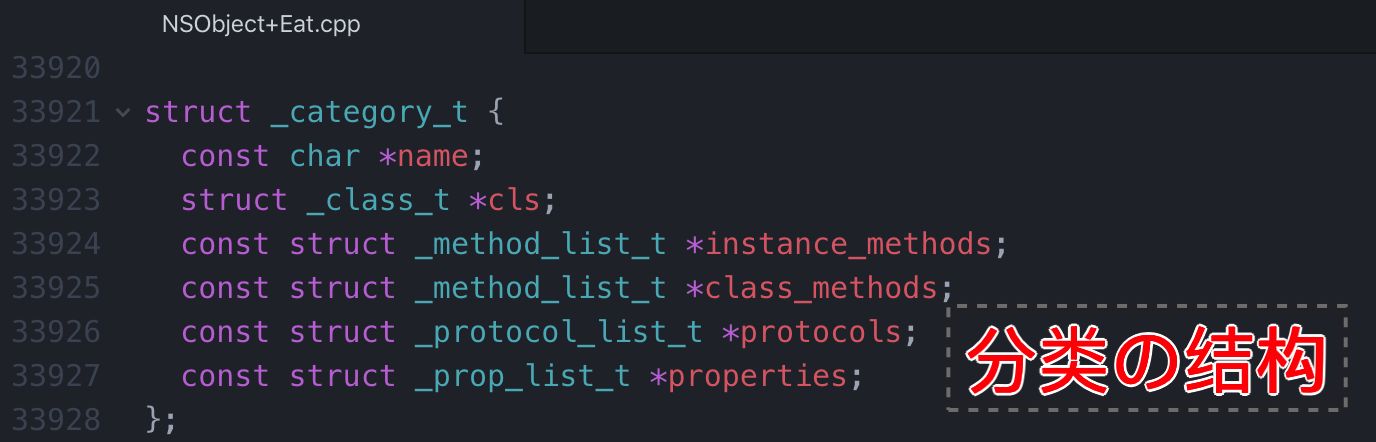 NSObject+Eat.cpp
33920
33921 struct _category_t {
33922 const char *name;
33923 struct _class_t *cls;
33924 const struct _method_list_t *instance_methods;
33925 const struct _method_list_t *class_methods;
33926 const struct _protocol_list_t *protocols;
33927 const struct _prop_list_t *properties;
33928 };
分类の结构